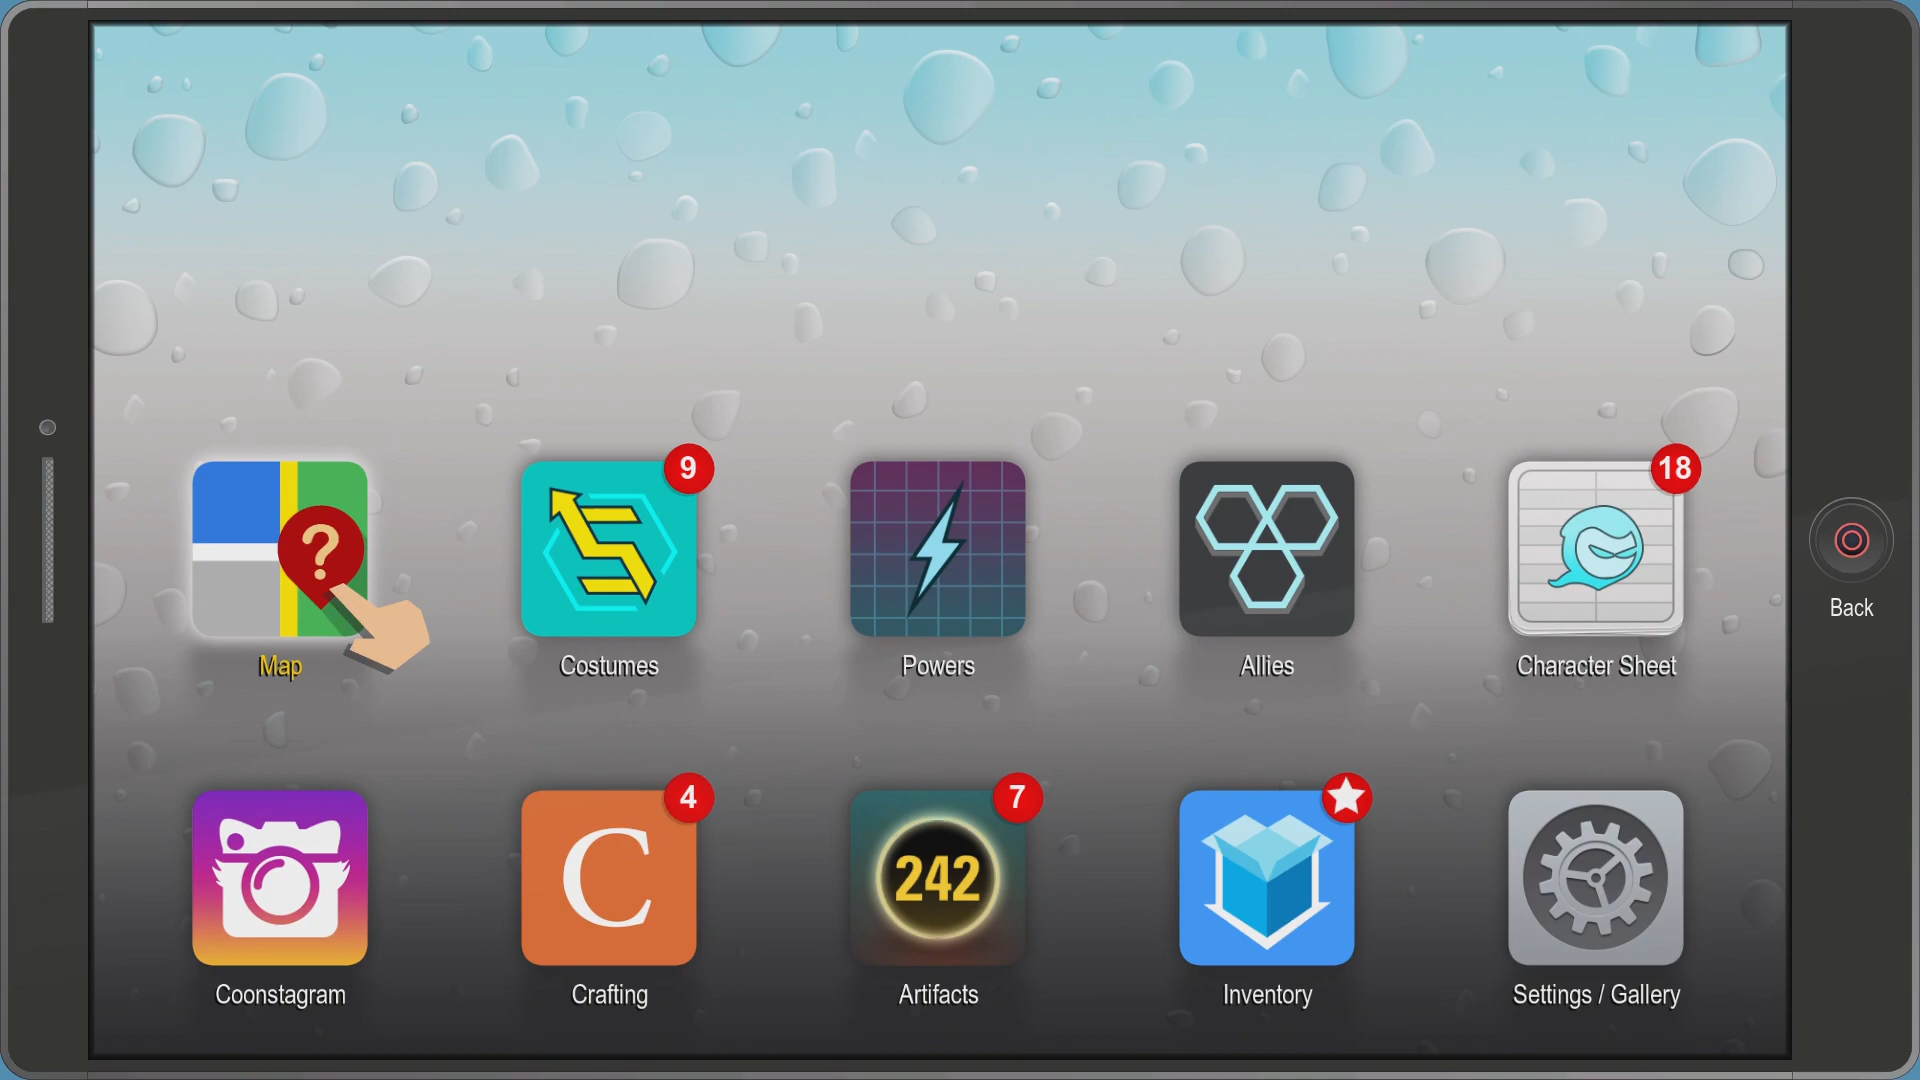 9
18
?
Map
Costumes
Powers
Allies
Character Sheet
Back
4
7
C
242
Coonstagram
Crafting
Artifacts
Inventory
Settings / Gallery